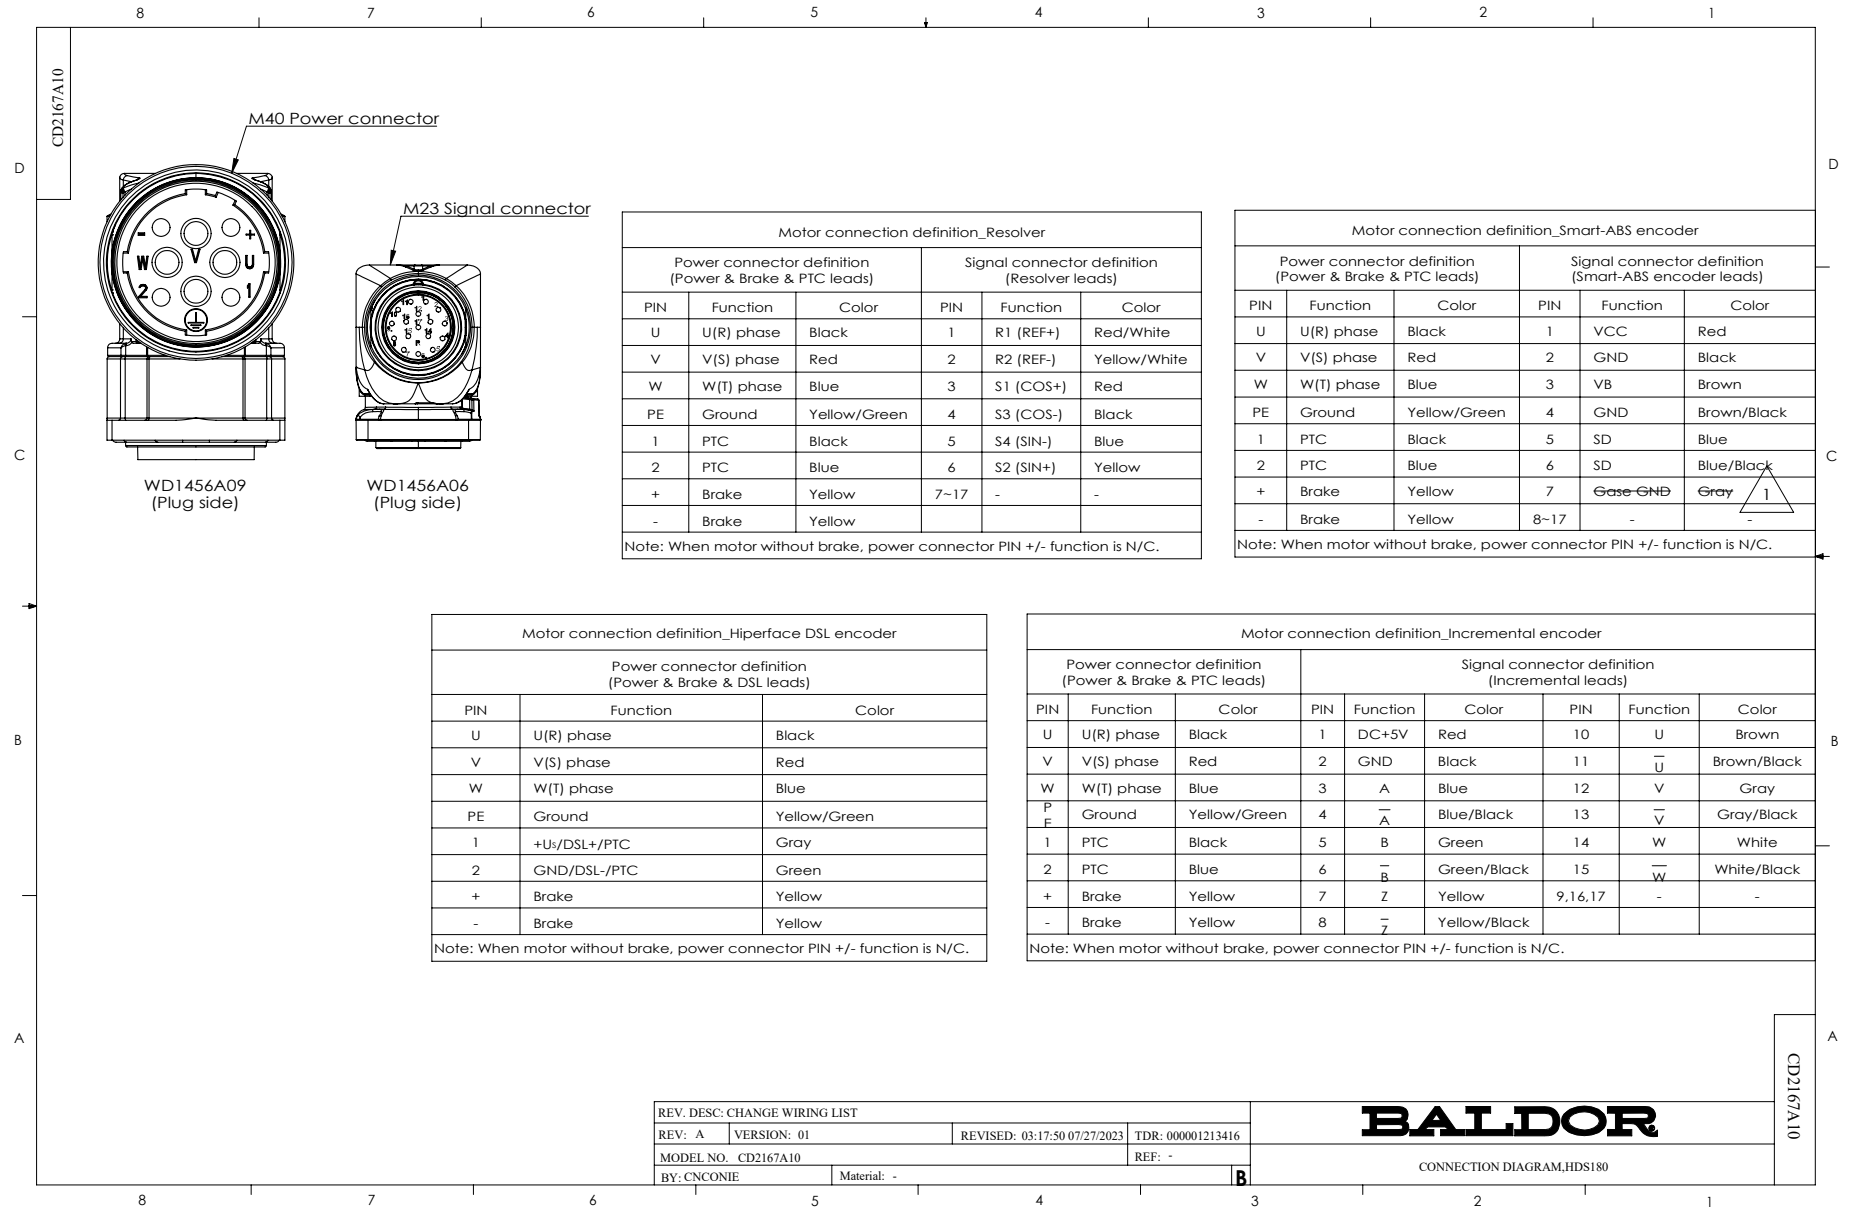 8 7 6 5 4 3 2 1
CD2167A10
D D
M40 Power connector
M23 Signal connector
- +
W V U
2 1
WD1456A09
(Plug side)
WD1456A06
(Plug side)
Motor connection definition_Resolver
Power connector definition
(Power & Brake & PTC leads)
Signal connector definition
(Resolver leads)
PIN Function Color PIN Function Color
U U(R) phase Black 1 R1 (REF+) Red/White
V V(S) phase Red 2 R2 (REF-) Yellow/White
W W(T) phase Blue 3 S1 (COS+) Red
PE Ground Yellow/Green 4 S3 (COS-) Black
1 PTC Black 5 S4 (SIN-) Blue
2 PTC Blue 6 S2 (SIN+) Yellow
+ Brake Yellow 7~17 - -
- Brake Yellow
Note: When motor without brake, power connector PIN +/- function is N/C.
Motor connection definition_Smart-ABS encoder
Power connector definition
(Power & Brake & PTC leads)
Signal connector definition
(Smart-ABS encoder leads)
PIN Function Color PIN Function Color
U U(R) phase Black 1 VCC Red
V V(S) phase Red 2 GND Black
W W(T) phase Blue 3 VB Brown
PE Ground Yellow/Green 4 GND Brown/Black
1 PTC Black 5 SD Blue
2 PTC Blue 6 SD Blue/Black
+ Brake Yellow 7 Gase GND Gray 1
- Brake Yellow 8~17 - -
Note: When motor without brake, power connector PIN +/- function is N/C.
C C
Motor connection definition_Hiperface DSL encoder
Power connector definition
(Power & Brake & DSL leads)
PIN Function Color
U U(R) phase Black
V V(S) phase Red
W W(T) phase Blue
PE Ground Yellow/Green
1 +Us/DSL+/PTC Gray
2 GND/DSL-/PTC Green
+ Brake Yellow
- Brake Yellow
Note: When motor without brake, power connector PIN +/- function is N/C.
Motor connection definition_Incremental encoder
Power connector definition
(Power & Brake & PTC leads)
Signal connector definition
(Incremental leads)
PIN Function Color PIN Function Color PIN Function Color
U U(R) phase Black 1 DC+5V Red 10 U Brown
V V(S) phase Red 2 GND Black 11 U̅ Brown/Black
W W(T) phase Blue 3 A Blue 12 V Gray
PE Ground Yellow/Green 4 A̅ Blue/Black 13 V̅ Gray/Black
1 PTC Black 5 B Green 14 W White
2 PTC Blue 6 B̅ Green/Black 15 W̅ White/Black
+ Brake Yellow 7 Z Yellow 9,16,17 - -
- Brake Yellow 8 Z̅ Yellow/Black
Note: When motor without brake, power connector PIN +/- function is N/C.
B B
A A
CD2167A10
REV. DESC: CHANGE WIRING LIST
REV: A VERSION: 01 REVISED: 03:17:50 07/27/2023 TDR: 000001213416
MODEL NO. CD2167A10 REF: -
BY: CNCONIE Material: - B
BALDOR
CONNECTION DIAGRAM,HDS180
8 7 6 5 4 3 2 1